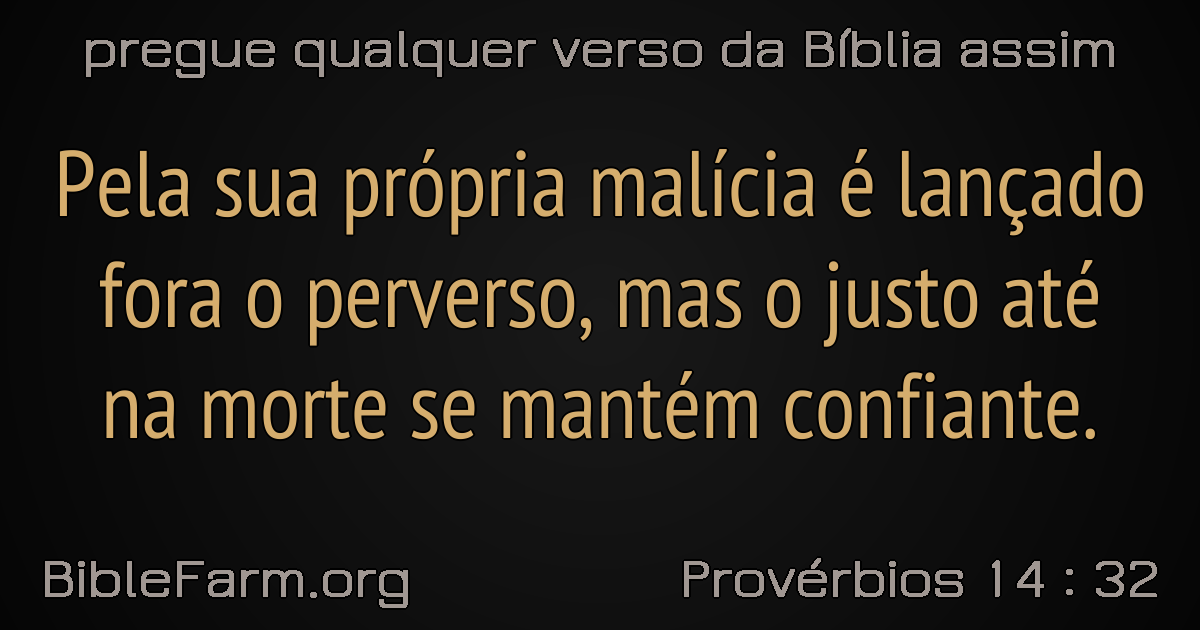 pregue qualquer verso da Bíblia assim
Pela sua própria malícia é lançado
fora o perverso, mas o justo até
na morte se mantém confiante.
BibleFarm.org
Provérbios 14 : 32